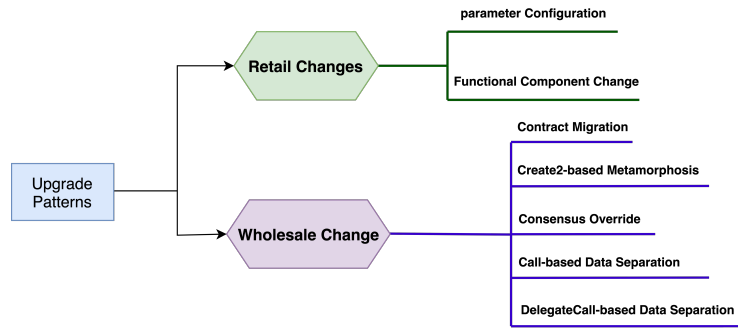 Upgrade
Patterns
Retail Changes
parameter Configuration
Functional Component Change
Wholesale Change
Contract Migration
Create2-based Metamorphosis
Consensus Override
Call-based Data Separation
DelegateCall-based Data Separation